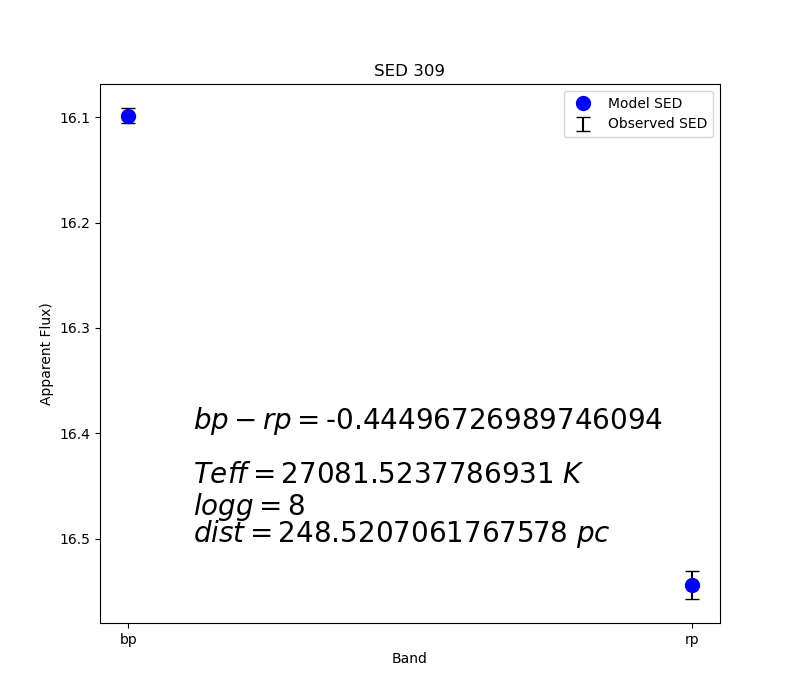 SED 309
Model SED
Observed SED
16.1
16.2
16.3
16.4
16.5
Apparent Flux)
bp − rp = -0.44496726989746094
Teff = 27081.5237786931 K
logg = 8
dist = 248.5207061767578 pc
bp
rp
Band